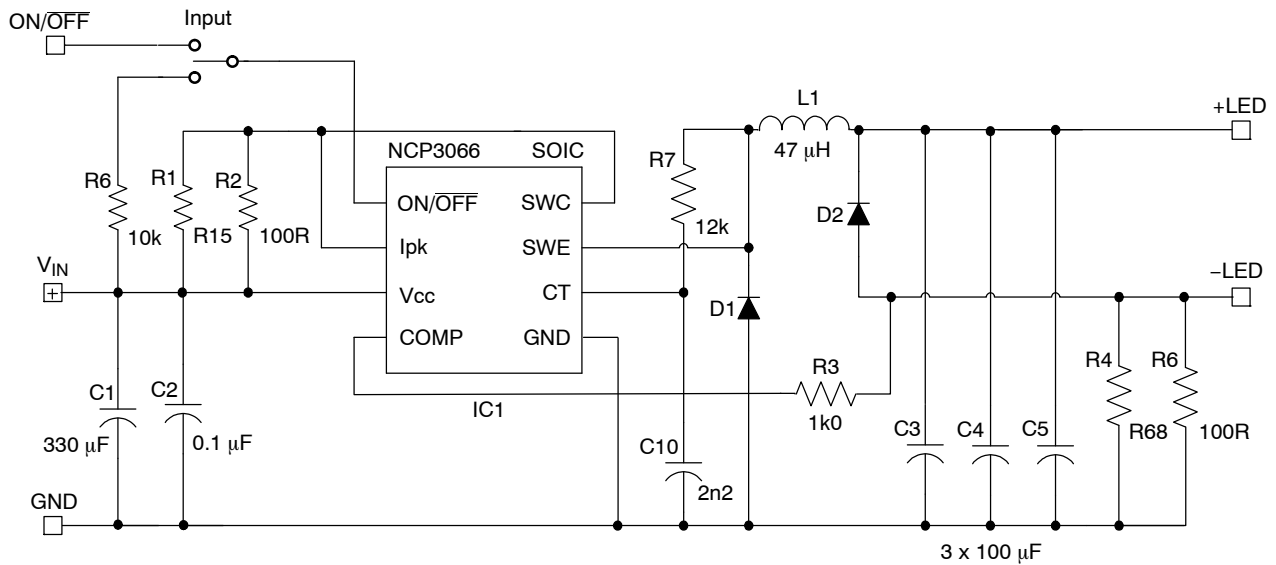 ON/OFF
Input
L1
+LED
47 μH
NCP3066
SOIC
R7
12k
R6
10k
R1
R15
R2
100R
ON/OFF
SWC
D2
Ipk
SWE
VIN
+
Vcc
CT
D1
−LED
COMP
GND
R3
1k0
R4
R68
R6
100R
C1
330 μF
C2
0.1 μF
IC1
C10
2n2
C3
C4
C5
GND
3 x 100 μF